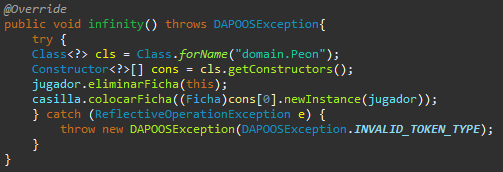 @Override
public void infinity() throws DAPOOSException{
try {
Class<?> cls = Class.forName("domain.Peon");
Constructor<?>[] cons = cls.getConstructors();
jugador.eliminarFicha(this);
casilla.colocarFicha((Ficha)cons[0].newInstance(jugador));
} catch (ReflectiveOperationException e) {
throw new DAPOOSException(DAPOOSException.INVALID_TOKEN_TYPE);
}
}